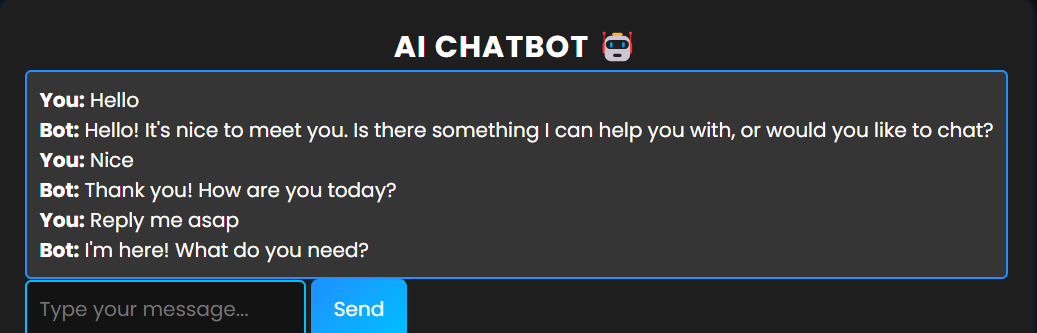 AI CHATBOT 🤖
You: Hello
Bot: Hello! It's nice to meet you. Is there something I can help you with, or would you like to chat?
You: Nice
Bot: Thank you! How are you today?
You: Reply me asap
Bot: I'm here! What do you need?
Type your message... Send